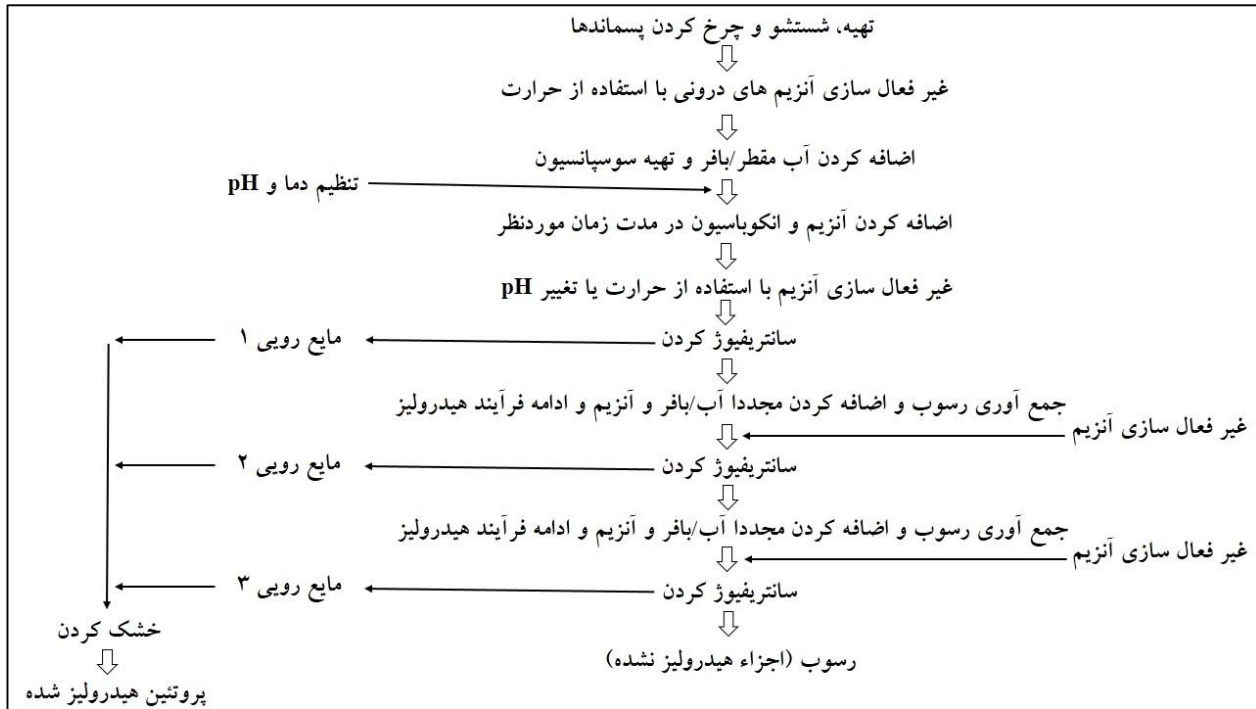 تهیه، شستشو و چرخ کردن پسماندها
غیر فعال سازی آنزیم های درونی با استفاده از حرارت
اضافه کردن آب مقطر/بافر و تهیه سوسپانسیون
تنظیم دما و pH
اضافه کردن آنزیم و انکوباسیون در مدت زمان موردنظر
غیر فعال سازی آنزیم با استفاده از حرارت یا تغییر pH
سانتریفیوژ کردن
مایع رویی ۱
جمع آوری رسوب و اضافه کردن مجددا آب/بافر و آنزیم و ادامه فرآیند هیدرولیز
غیر فعال سازی آنزیم
سانتریفیوژ کردن
مایع رویی ۲
جمع آوری رسوب و اضافه کردن مجددا آب/بافر و آنزیم و ادامه فرآیند هیدرولیز
غیر فعال سازی آنزیم
سانتریفیوژ کردن
مایع رویی ۳
خشک کردن
رسوب (اجزاء هیدرولیز نشده)
پروتئین هیدرولیز شده